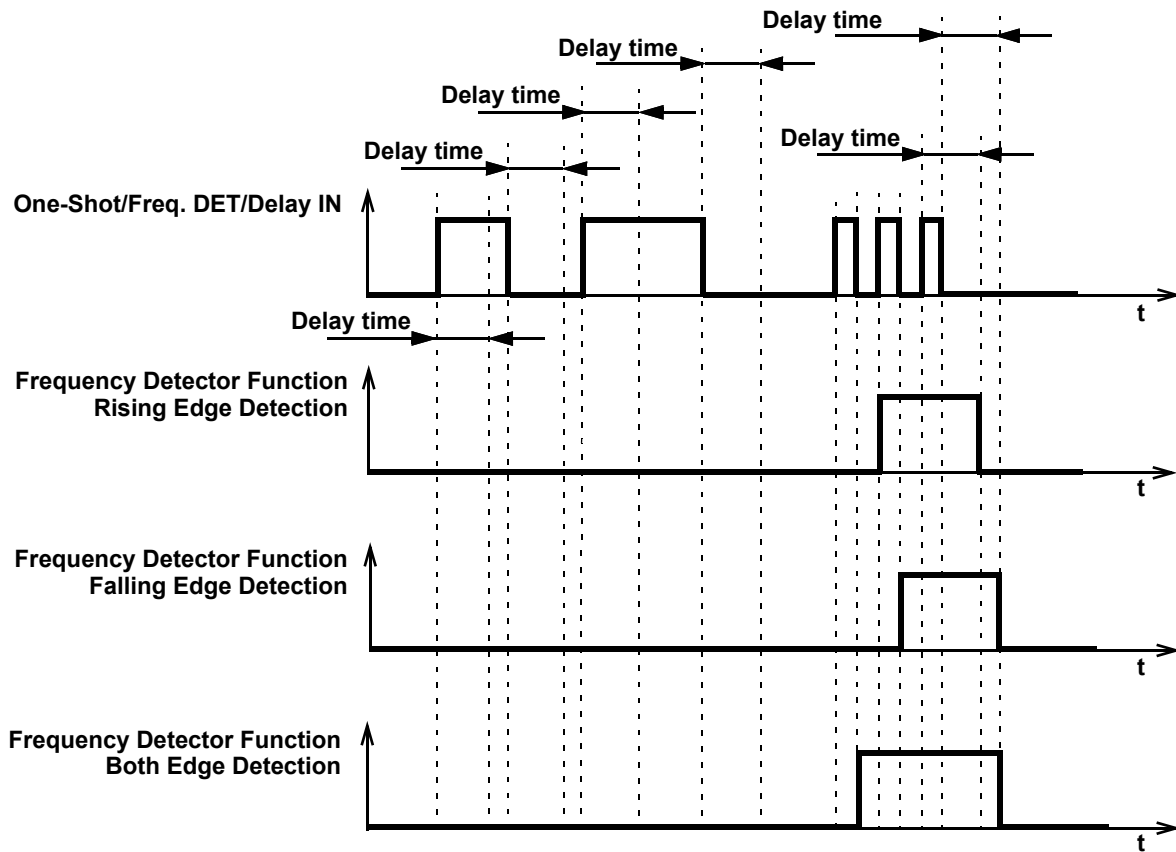 Delay time
Delay time
Delay time
Delay time
Delay time
One-Shot/Freq. DET/Delay IN
t
Delay time
Frequency Detector Function
Rising Edge Detection
t
Frequency Detector Function
Falling Edge Detection
t
Frequency Detector Function
Both Edge Detection
t